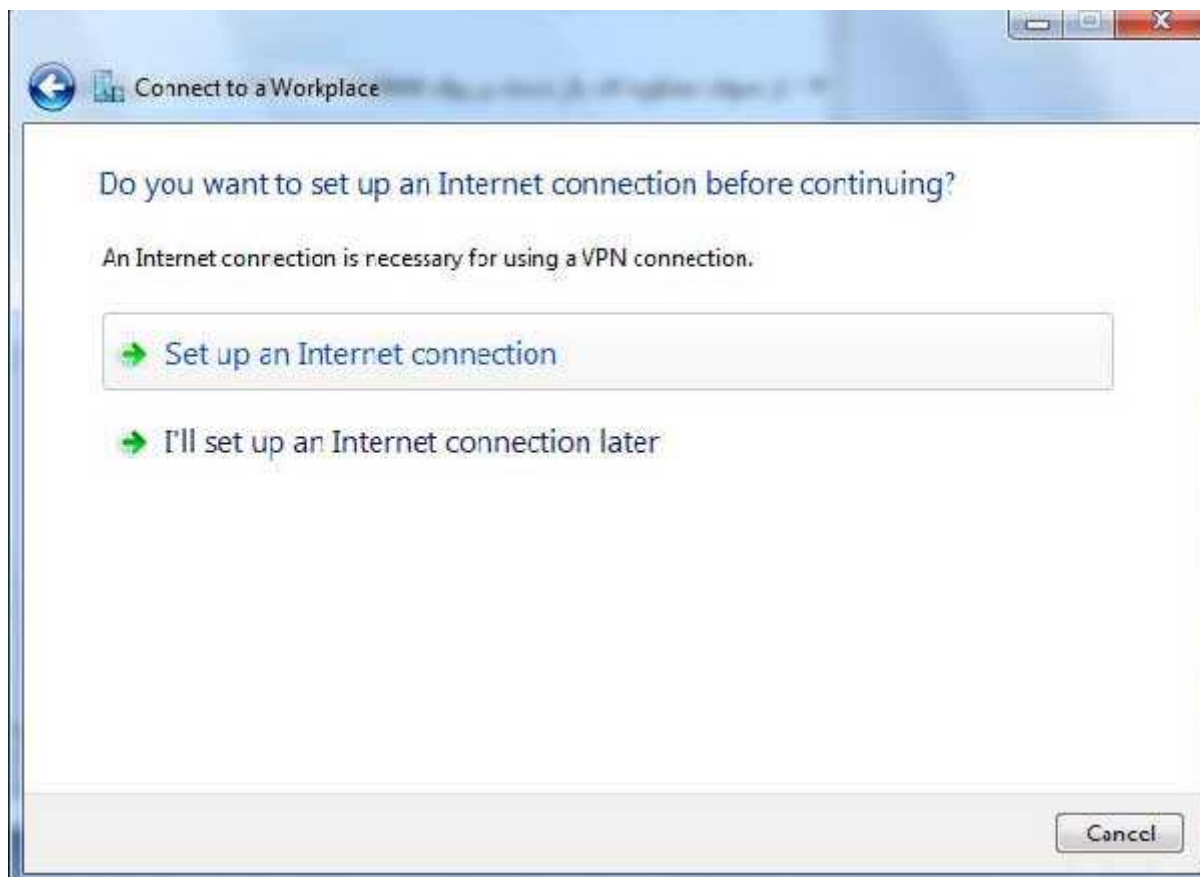 Connect to a Workplace
Do you want to set up an Internet connection before continuing?
An Internet connection is necessary for using a VPN connection.
Set up an Internet connection
I'll set up an Internet connection later
Cancel